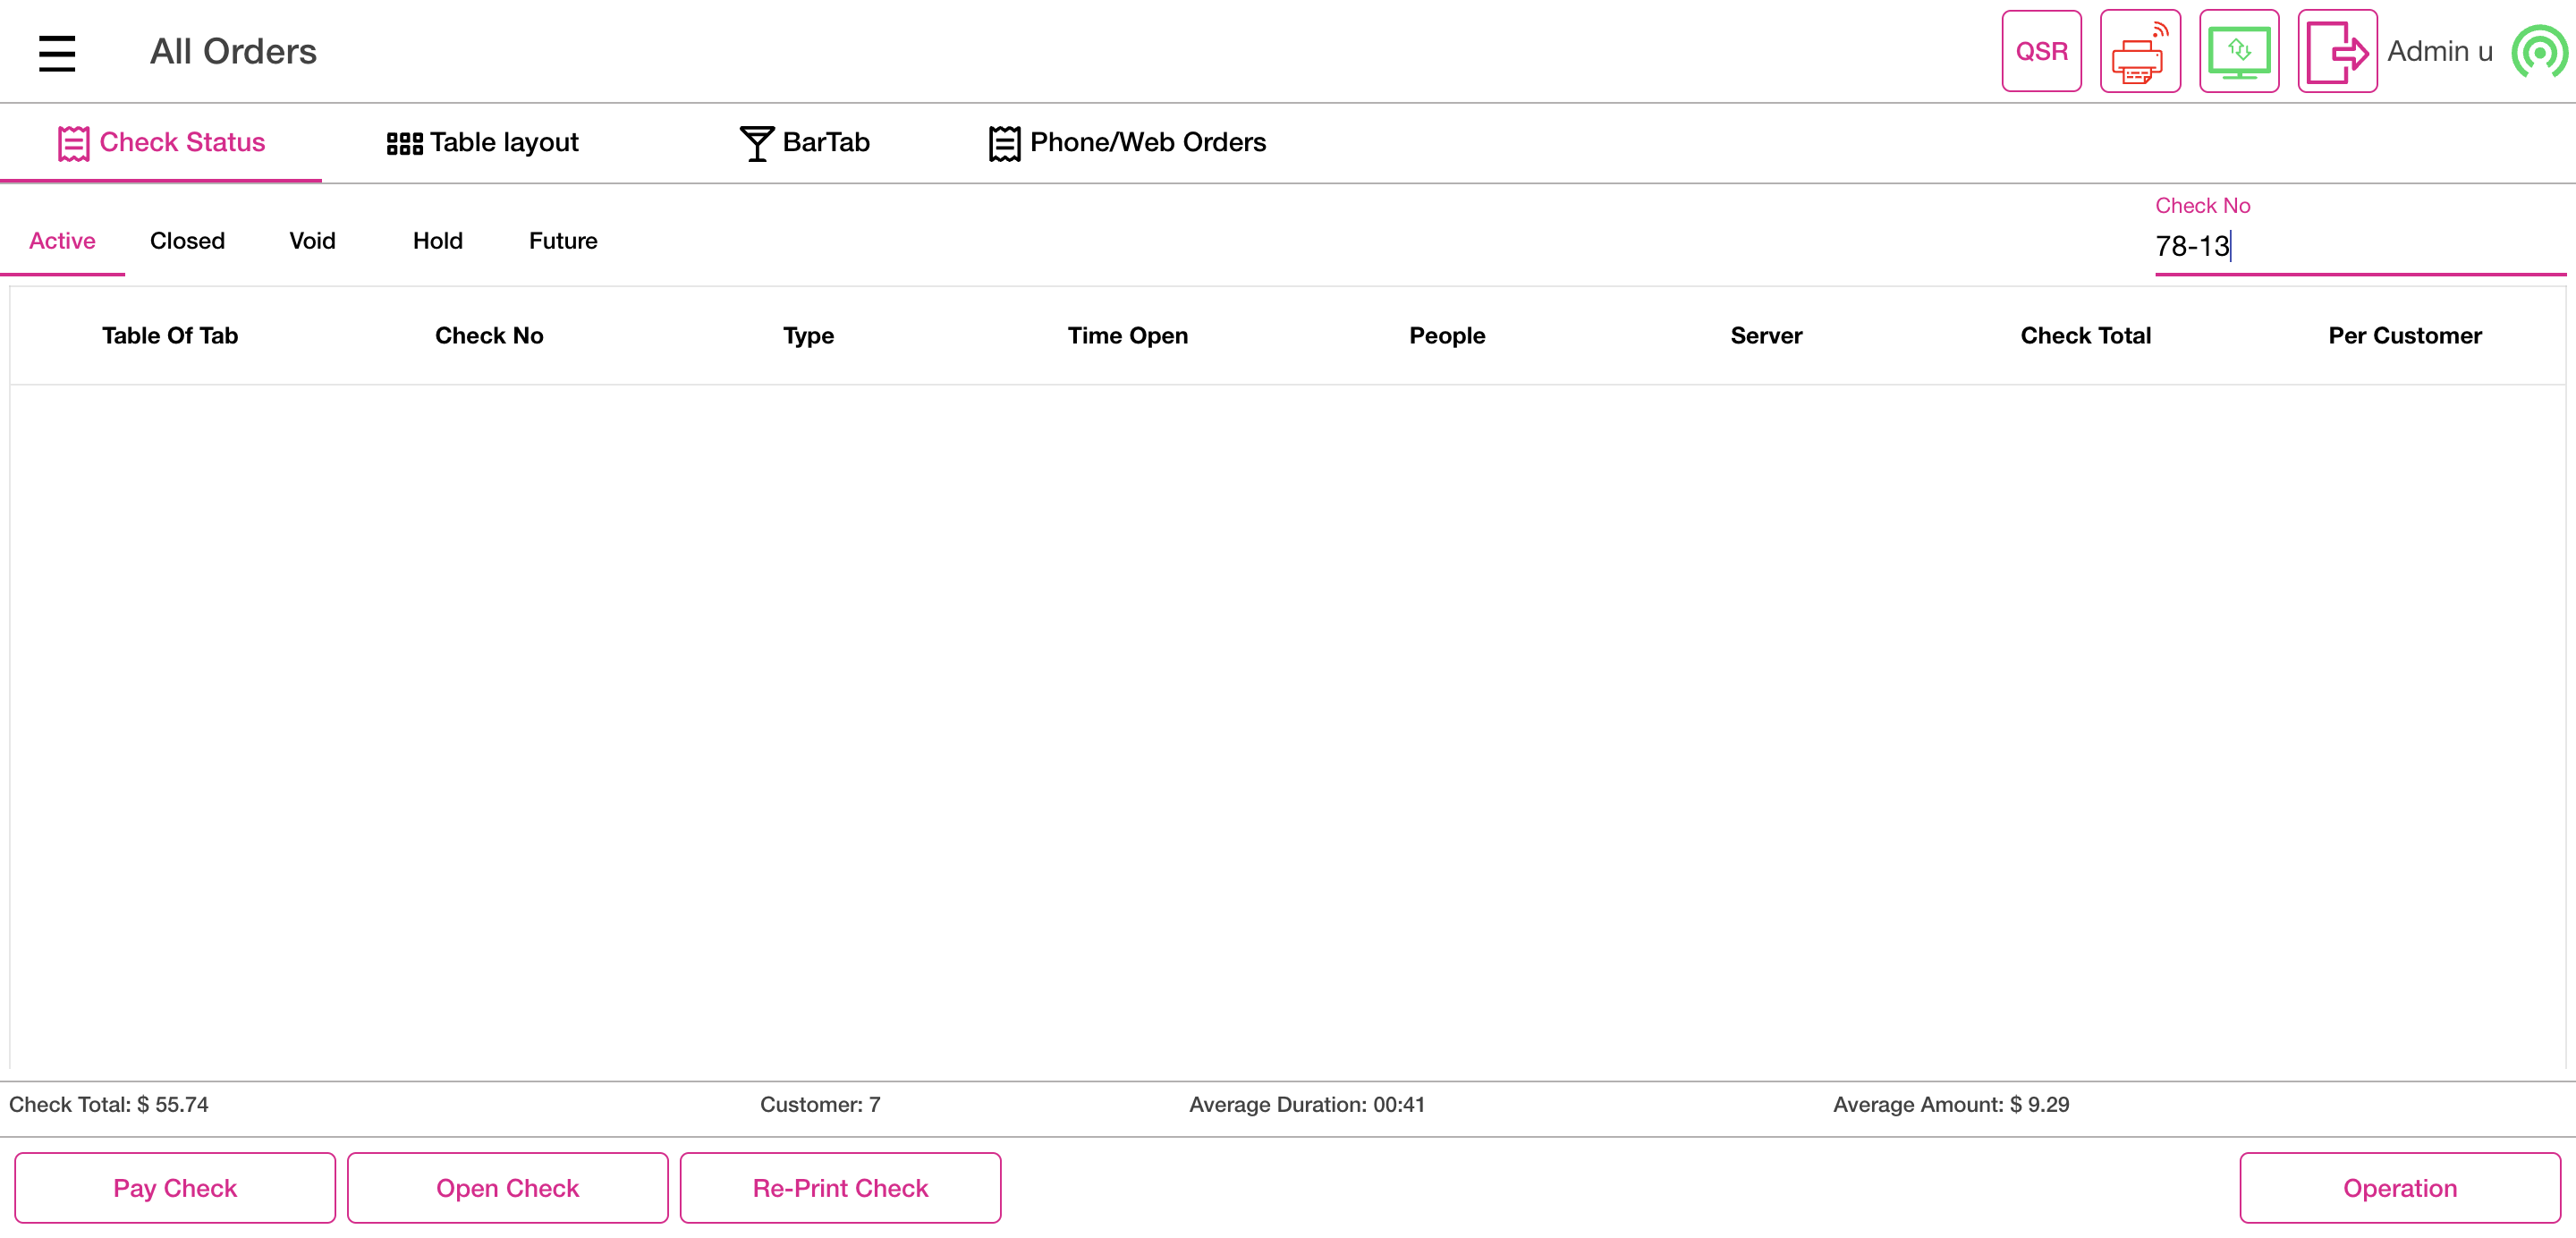 All Orders
QSR
Admin u
Check Status
Table layout
BarTab
Phone/Web Orders
Active
Closed
Void
Hold
Future
Check No
78-13
Table Of Tab
Check No
Type
Time Open
People
Server
Check Total
Per Customer
Check Total: $ 55.74
Customer: 7
Average Duration: 00:41
Average Amount: $ 9.29
Pay Check
Open Check
Re-Print Check
Operation